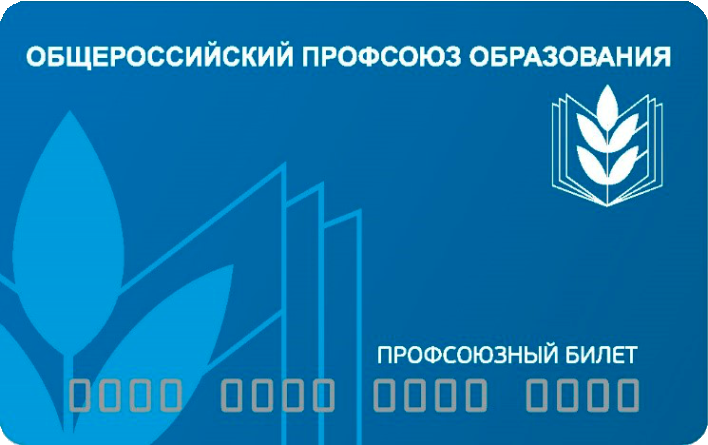 ОБЩЕРОССИЙСКИЙ ПРОФСОЮЗ ОБРАЗОВАНИЯ
ПРОФСОЮЗНЫЙ БИЛЕТ
0000 0000 0000 0000